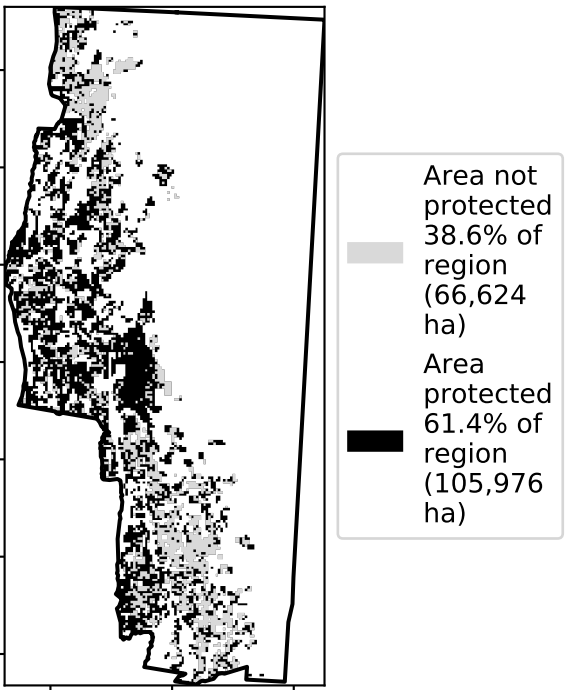 Area not
protected
38.6% of
region
(66,624
ha)
Area
protected
61.4% of
region
(105,976
ha)